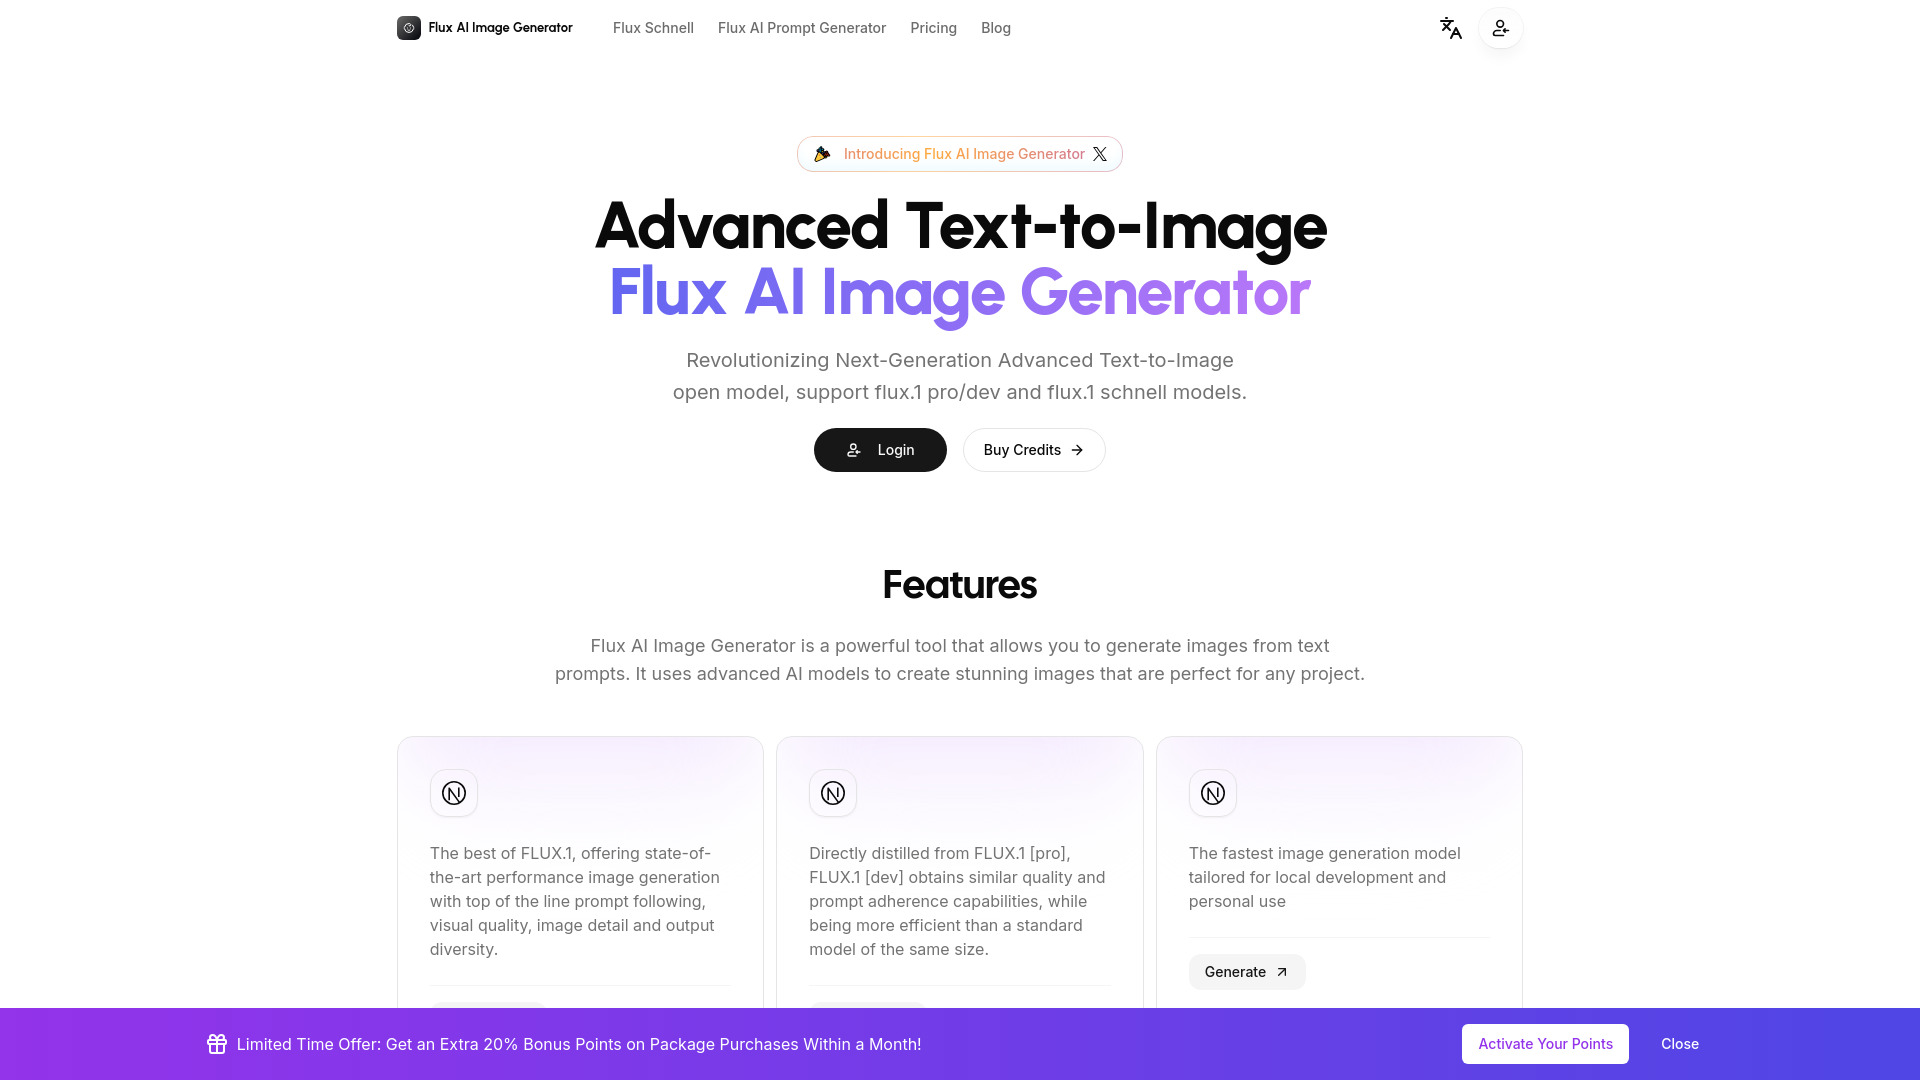 Flux AI Image Generator
Flux Schnell
Flux AI Prompt Generator
Pricing
Blog
Introducing Flux AI Image Generator
Advanced Text-to-Image
Flux AI Image Generator
Revolutionizing Next-Generation Advanced Text-to-Image
open model, support flux.1 pro/dev and flux.1 schnell models.
Login
Buy Credits
Features
Flux AI Image Generator is a powerful tool that allows you to generate images from text
prompts. It uses advanced AI models to create stunning images that are perfect for any project.
The best of FLUX.1, offering state-of-
the-art performance image generation
with top of the line prompt following,
visual quality, image detail and output
diversity.
Directly distilled from FLUX.1 [pro],
FLUX.1 [dev] obtains similar quality and
prompt adherence capabilities, while
being more efficient than a standard
model of the same size.
The fastest image generation model
tailored for local development and
personal use
Generate
Limited Time Offer: Get an Extra 20% Bonus Points on Package Purchases Within a Month!
Activate Your Points
Close